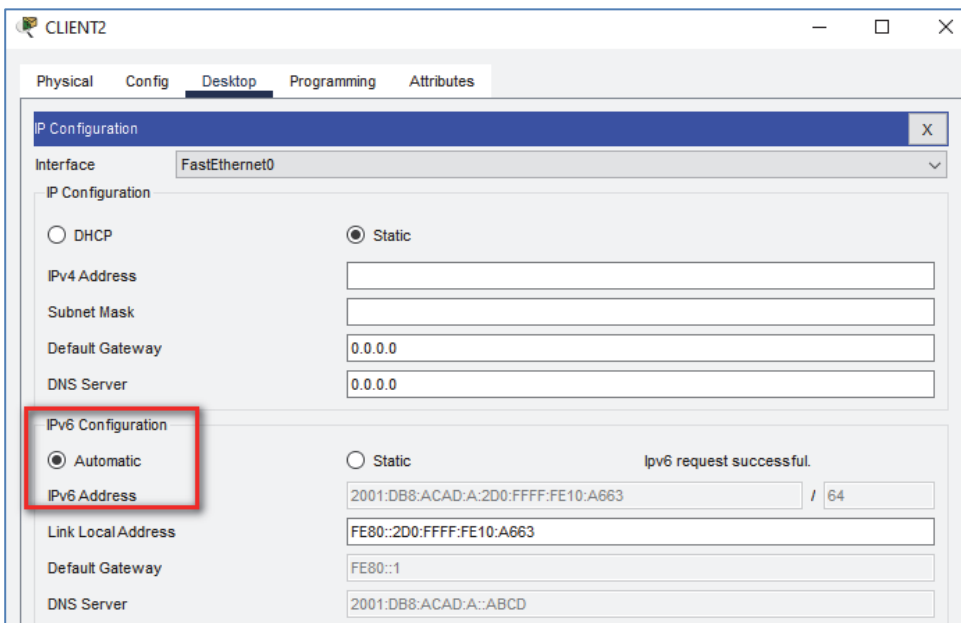 CLIENT2
Physical Config Desktop Programming Attributes
IP Configuration X
Interface FastEthernet0
IP Configuration
DHCP Static
IPv4 Address
Subnet Mask
Default Gateway 0.0.0.0
DNS Server 0.0.0.0
IPv6 Configuration
Automatic Static Ipv6 request successful.
IPv6 Address 2001:DB8:ACAD:A:2D0:FFFF:FE10:A663 / 64
Link Local Address FE80::2D0:FFFF:FE10:A663
Default Gateway FE80::1
DNS Server 2001:DB8:ACAD:A::ABCD